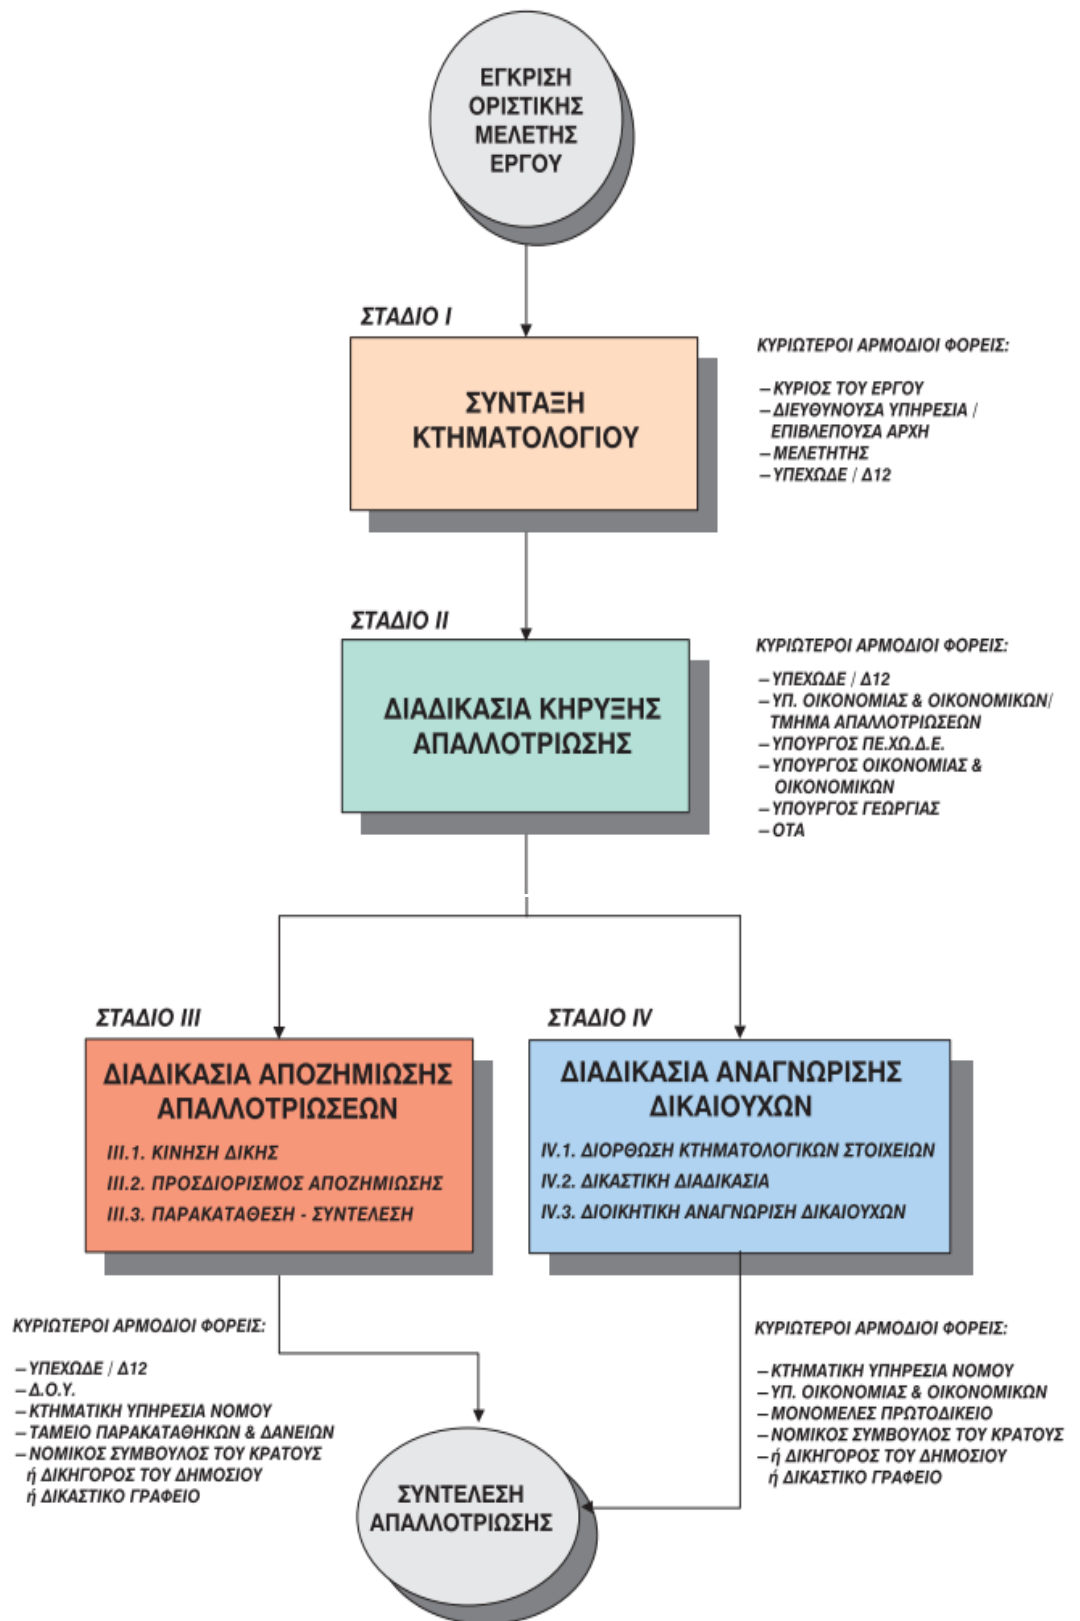 ΕΓΚΡΙΣΗ
ΟΡΙΣΤΙΚΗΣ
ΜΕΛΕΤΗΣ
ΕΡΓΟΥ
ΣΤΑΔΙΟ I
ΣΥΝΤΑΞΗ
ΚΤΗΜΑΤΟΛΟΓΙΟΥ
ΚΥΡΙΩΤΕΡΟΙ ΑΡΜΟΔΙΟΙ ΦΟΡΕΙΣ:
– ΚΥΡΙΟΣ ΤΟΥ ΕΡΓΟΥ
– ΔΙΕΥΘΥΝΟΥΣΑ ΥΠΗΡΕΣΙΑ /
ΕΠΙΒΛΕΠΟΥΣΑ ΑΡΧΗ
– ΜΕΛΕΤΗΤΗΣ
– ΥΠΕΧΩΔΕ / Δ12
ΣΤΑΔΙΟ II
ΔΙΑΔΙΚΑΣΙΑ ΚΗΡΥΞΗΣ
ΑΠΑΛΛΟΤΡΙΩΣΗΣ
ΚΥΡΙΩΤΕΡΟΙ ΑΡΜΟΔΙΟΙ ΦΟΡΕΙΣ:
– ΥΠΕΧΩΔΕ / Δ12
– ΥΠ. ΟΙΚΟΝΟΜΙΑΣ & ΟΙΚΟΝΟΜΙΚΩΝ/
ΤΜΗΜΑ ΑΠΑΛΛΟΤΡΙΩΣΕΩΝ
– ΥΠΟΥΡΓΟΣ ΠΕ.ΧΩ.Δ.Ε.
– ΥΠΟΥΡΓΟΣ ΟΙΚΟΝΟΜΙΑΣ &
ΟΙΚΟΝΟΜΙΚΩΝ
– ΥΠΟΥΡΓΟΣ ΓΕΩΡΓΙΑΣ
– ΟΤΑ
ΣΤΑΔΙΟ III
ΔΙΑΔΙΚΑΣΙΑ ΑΠΟΖΗΜΙΩΣΗΣ
ΑΠΑΛΛΟΤΡΙΩΣΕΩΝ
III.1. ΚΙΝΗΣΗ ΔΙΚΗΣ
III.2. ΠΡΟΣΔΙΟΡΙΣΜΟΣ ΑΠΟΖΗΜΙΩΣΗΣ
III.3. ΠΑΡΑΚΑΤΑΘΕΣΗ - ΣΥΝΤΕΛΕΣΗ
ΣΤΑΔΙΟ IV
ΔΙΑΔΙΚΑΣΙΑ ΑΝΑΓΝΩΡΙΣΗΣ
ΔΙΚΑΙΟΥΧΩΝ
IV.1. ΔΙΟΡΘΩΣΗ ΚΤΗΜΑΤΟΛΟΓΙΚΩΝ ΣΤΟΙΧΕΙΩΝ
IV.2. ΔΙΚΑΣΤΙΚΗ ΔΙΑΔΙΚΑΣΙΑ
IV.3. ΔΙΟΙΚΗΤΙΚΗ ΑΝΑΓΝΩΡΙΣΗ ΔΙΚΑΙΟΥΧΩΝ
ΚΥΡΙΩΤΕΡΟΙ ΑΡΜΟΔΙΟΙ ΦΟΡΕΙΣ:
– ΥΠΕΧΩΔΕ / Δ12
– Δ.Ο.Υ.
– ΚΤΗΜΑΤΙΚΗ ΥΠΗΡΕΣΙΑ ΝΟΜΟΥ
– ΤΑΜΕΙΟ ΠΑΡΑΚΑΤΑΘΗΚΩΝ & ΔΑΝΕΙΩΝ
– ΝΟΜΙΚΟΣ ΣΥΜΒΟΥΛΟΣ ΤΟΥ ΚΡΑΤΟΥΣ
ή ΔΙΚΗΓΟΡΟΣ ΤΟΥ ΔΗΜΟΣΙΟΥ
ή ΔΙΚΑΣΤΙΚΟ ΓΡΑΦΕΙΟ
ΚΥΡΙΩΤΕΡΟΙ ΑΡΜΟΔΙΟΙ ΦΟΡΕΙΣ:
– ΚΤΗΜΑΤΙΚΗ ΥΠΗΡΕΣΙΑ ΝΟΜΟΥ
– ΥΠ. ΟΙΚΟΝΟΜΙΑΣ & ΟΙΚΟΝΟΜΙΚΩΝ
– ΜΟΝΟΜΕΛΕΣ ΠΡΩΤΟΔΙΚΕΙΟ
– ΝΟΜΙΚΟΣ ΣΥΜΒΟΥΛΟΣ ΤΟΥ ΚΡΑΤΟΥΣ
– ή ΔΙΚΗΓΟΡΟΣ ΤΟΥ ΔΗΜΟΣΙΟΥ
ή ΔΙΚΑΣΤΙΚΟ ΓΡΑΦΕΙΟ
ΣΥΝΤΕΛΕΣΗ
ΑΠΑΛΛΟΤΡΙΩΣΗΣ